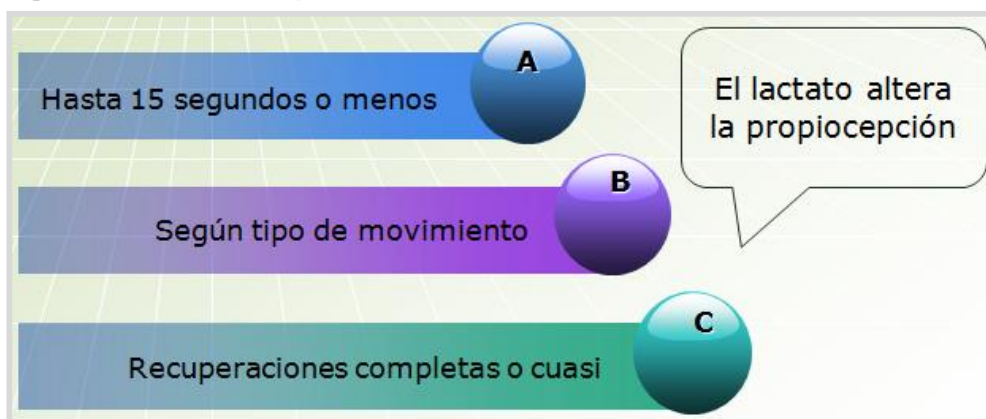 Hasta 15 segundos o menos
A
El lactato altera
la propiocepción
Según tipo de movimiento
B
Recuperaciones completas o cuasi
C